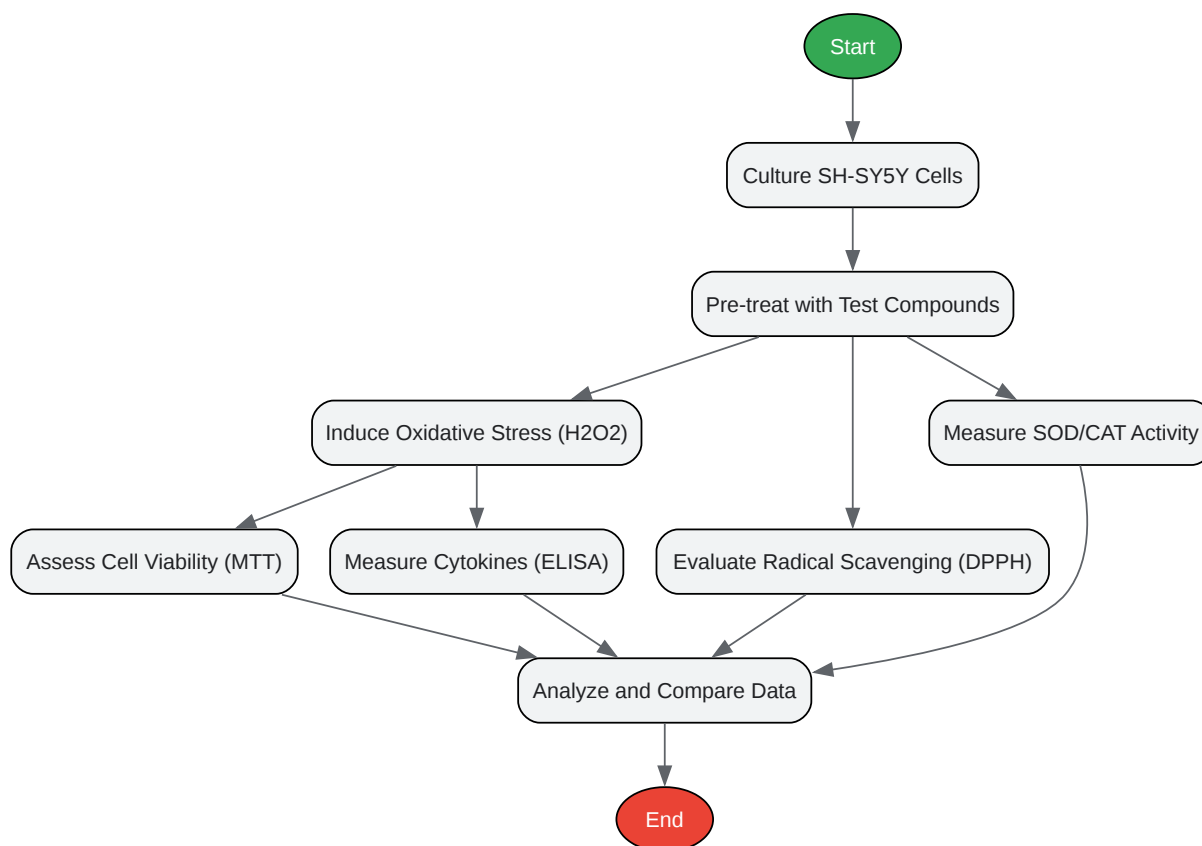 Start
Culture SH-SY5Y Cells
Pre-treat with Test Compounds
Induce Oxidative Stress (H2O2)
Measure SOD/CAT Activity
Assess Cell Viability (MTT)
Measure Cytokines (ELISA)
Evaluate Radical Scavenging (DPPH)
Analyze and Compare Data
End